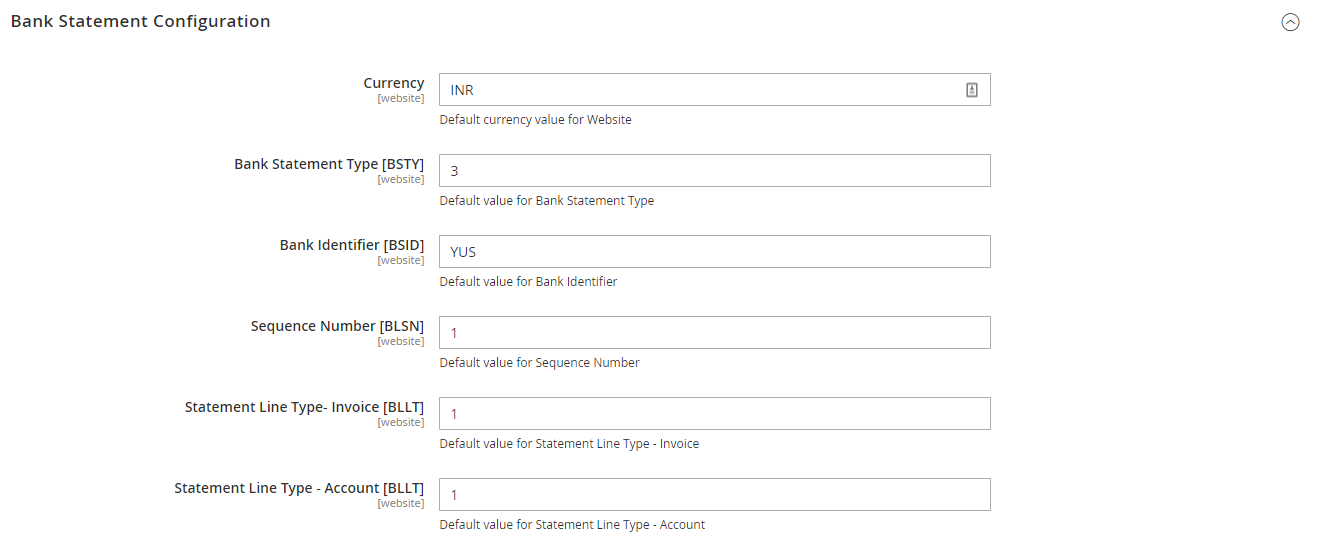 Bank Statement Configuration
Currency
[website]
INR
Default currency value for Website
Bank Statement Type [BSTY]
[website]
3
Default value for Bank Statement Type
Bank Identifier [BSID]
[website]
YUS
Default value for Bank Identifier
Sequence Number [BLSN]
[website]
1
Default value for Sequence Number
Statement Line Type- Invoice [BLLT]
[website]
1
Default value for Statement Line Type - Invoice
Statement Line Type - Account [BLLT]
[website]
1
Default value for Statement Line Type - Account